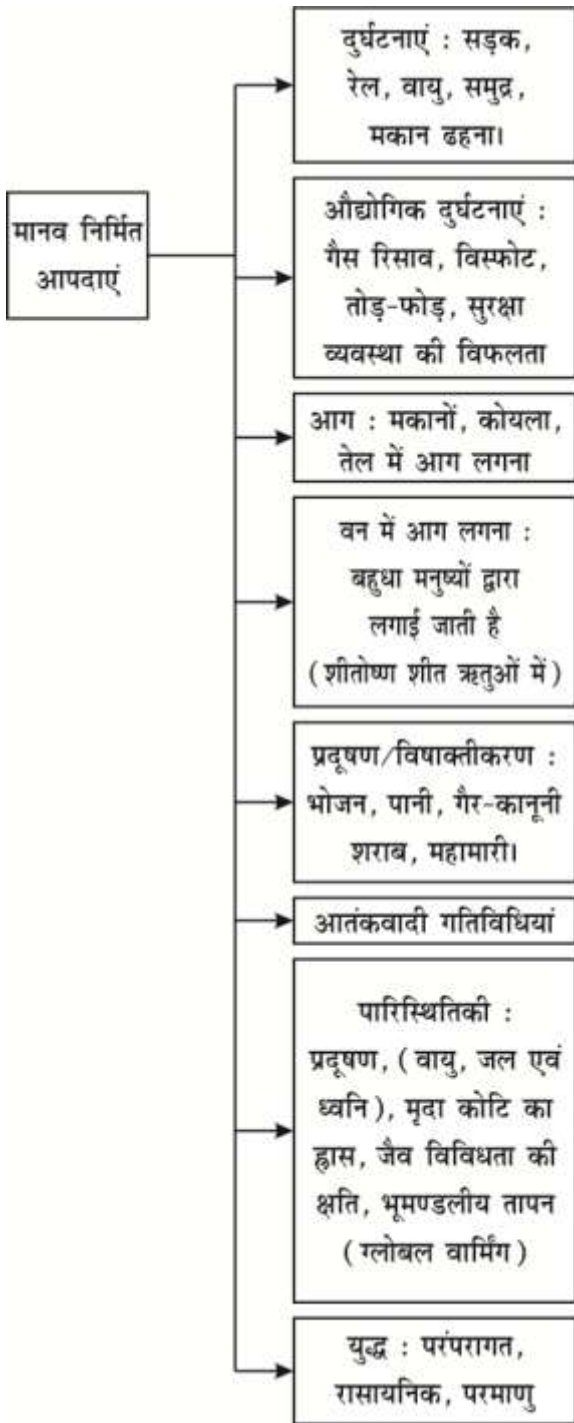 दुर्घटनाएं : सड़क,
रेल, वायु, समुद्र,
मकान ढहना।
मानव निर्मित
आपदाएं
औद्योगिक दुर्घटनाएं :
गैस रिसाव, विस्फोट,
तोड़-फोड़, सुरक्षा
व्यवस्था की विफलता
आग : मकानों, कोयला,
तेल में आग लगना
वन में आग लगना :
बहुधा मनुष्यों द्वारा
लगाई जाती है
(शीतोष्ण शीत ऋतुओं में)
प्रदूषण/विषाक्तीकरण :
भोजन, पानी, गैर-कानूनी
शराब, महामारी।
आतंकवादी गतिविधियां
पारिस्थितिकी :
प्रदूषण, (वायु, जल एवं
ध्वनि), मृदा कोटि का
ह्रास, जैव विविधता की
क्षति, भूमण्डलीय तापन
(ग्लोबल वार्मिंग)
युद्ध : परंपरागत,
रासायनिक, परमाणु